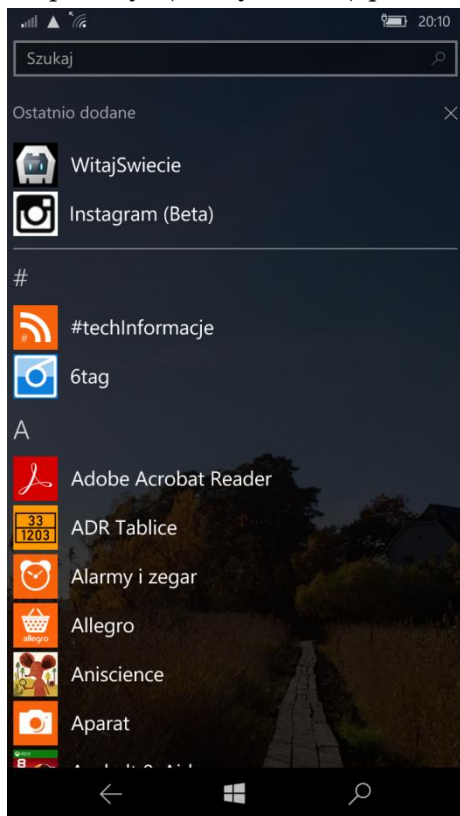 20:10
Szukaj
Ostatnio dodane
WitajSwiecie
Instagram (Beta)
#
#techInformacje
6tag
A
Adobe Acrobat Reader
33
1203
ADR Tablice
Alarmy i zegar
allegro
Allegro
Aniscience
Aparat